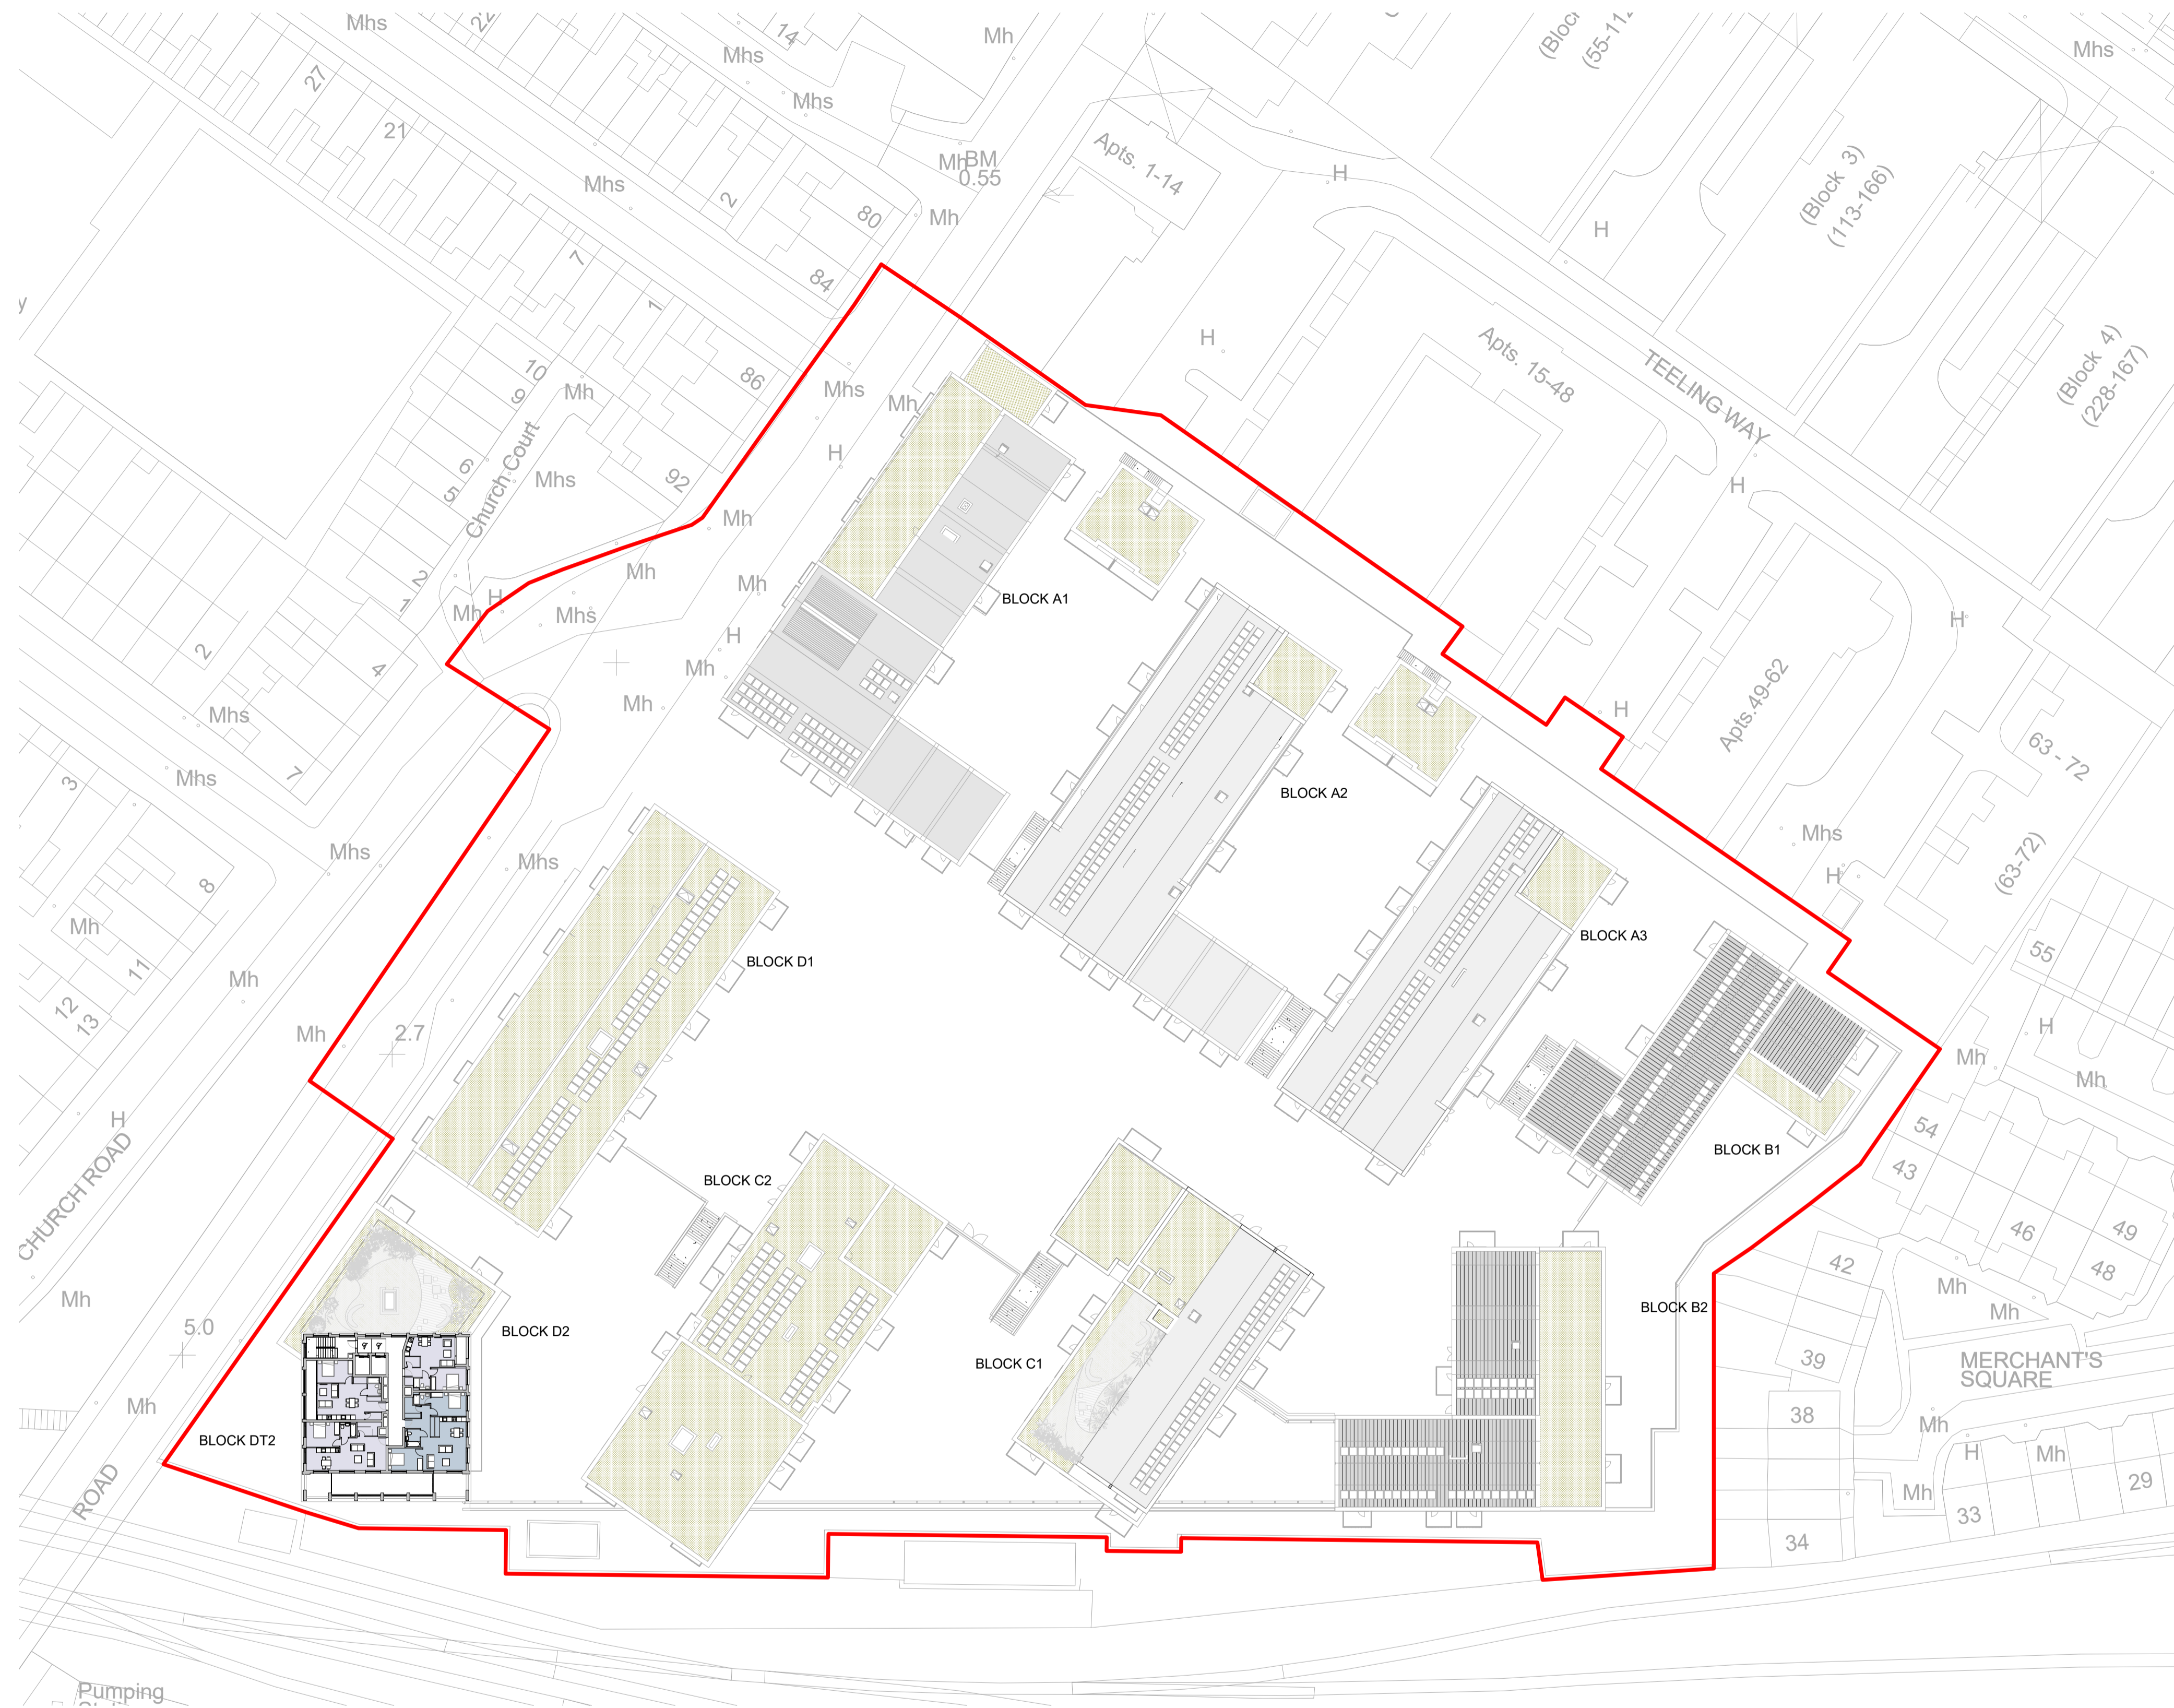 Mhs
22
14
Mh
(55-112)
Mhs
27
Mhs
Mhs
21
Apts. 1-14
(Block 3)
(113-166)
Mh
BM
0.55
Mhs
2
80
Mh
H
H
7
84
1
H
Apts. 15-48
TEELING WAY
(Block 4)
(228-167)
10
9
Mh
86
Mhs
Mh
H
6
5
Church Court
Mhs
92
Mh
H
2
1
Mh
H
Mhs
Mh
Mh
BLOCK A1
H
2
4
H
Mh
Mh
Mhs
7
Mhs
3
H
Apts.49-62
63 - 72
BLOCK A2
Mhs
Mhs
Mhs
8
H
(63-72)
Mh
11
12
13
Mh
BLOCK D1
BLOCK A3
55
Mh
2.7
H
Mh
Mh
H
CHURCH ROAD
BLOCK C2
BLOCK B1
54
43
46
49
48
42
Mh
Mh
Mh
5.0
BLOCK D2
BLOCK B2
BLOCK C1
39
MERCHANT'S
SQUARE
Mh
BLOCK DT2
38
Mh
H
Mh
ROAD
Mh
33
29
34
Pumping